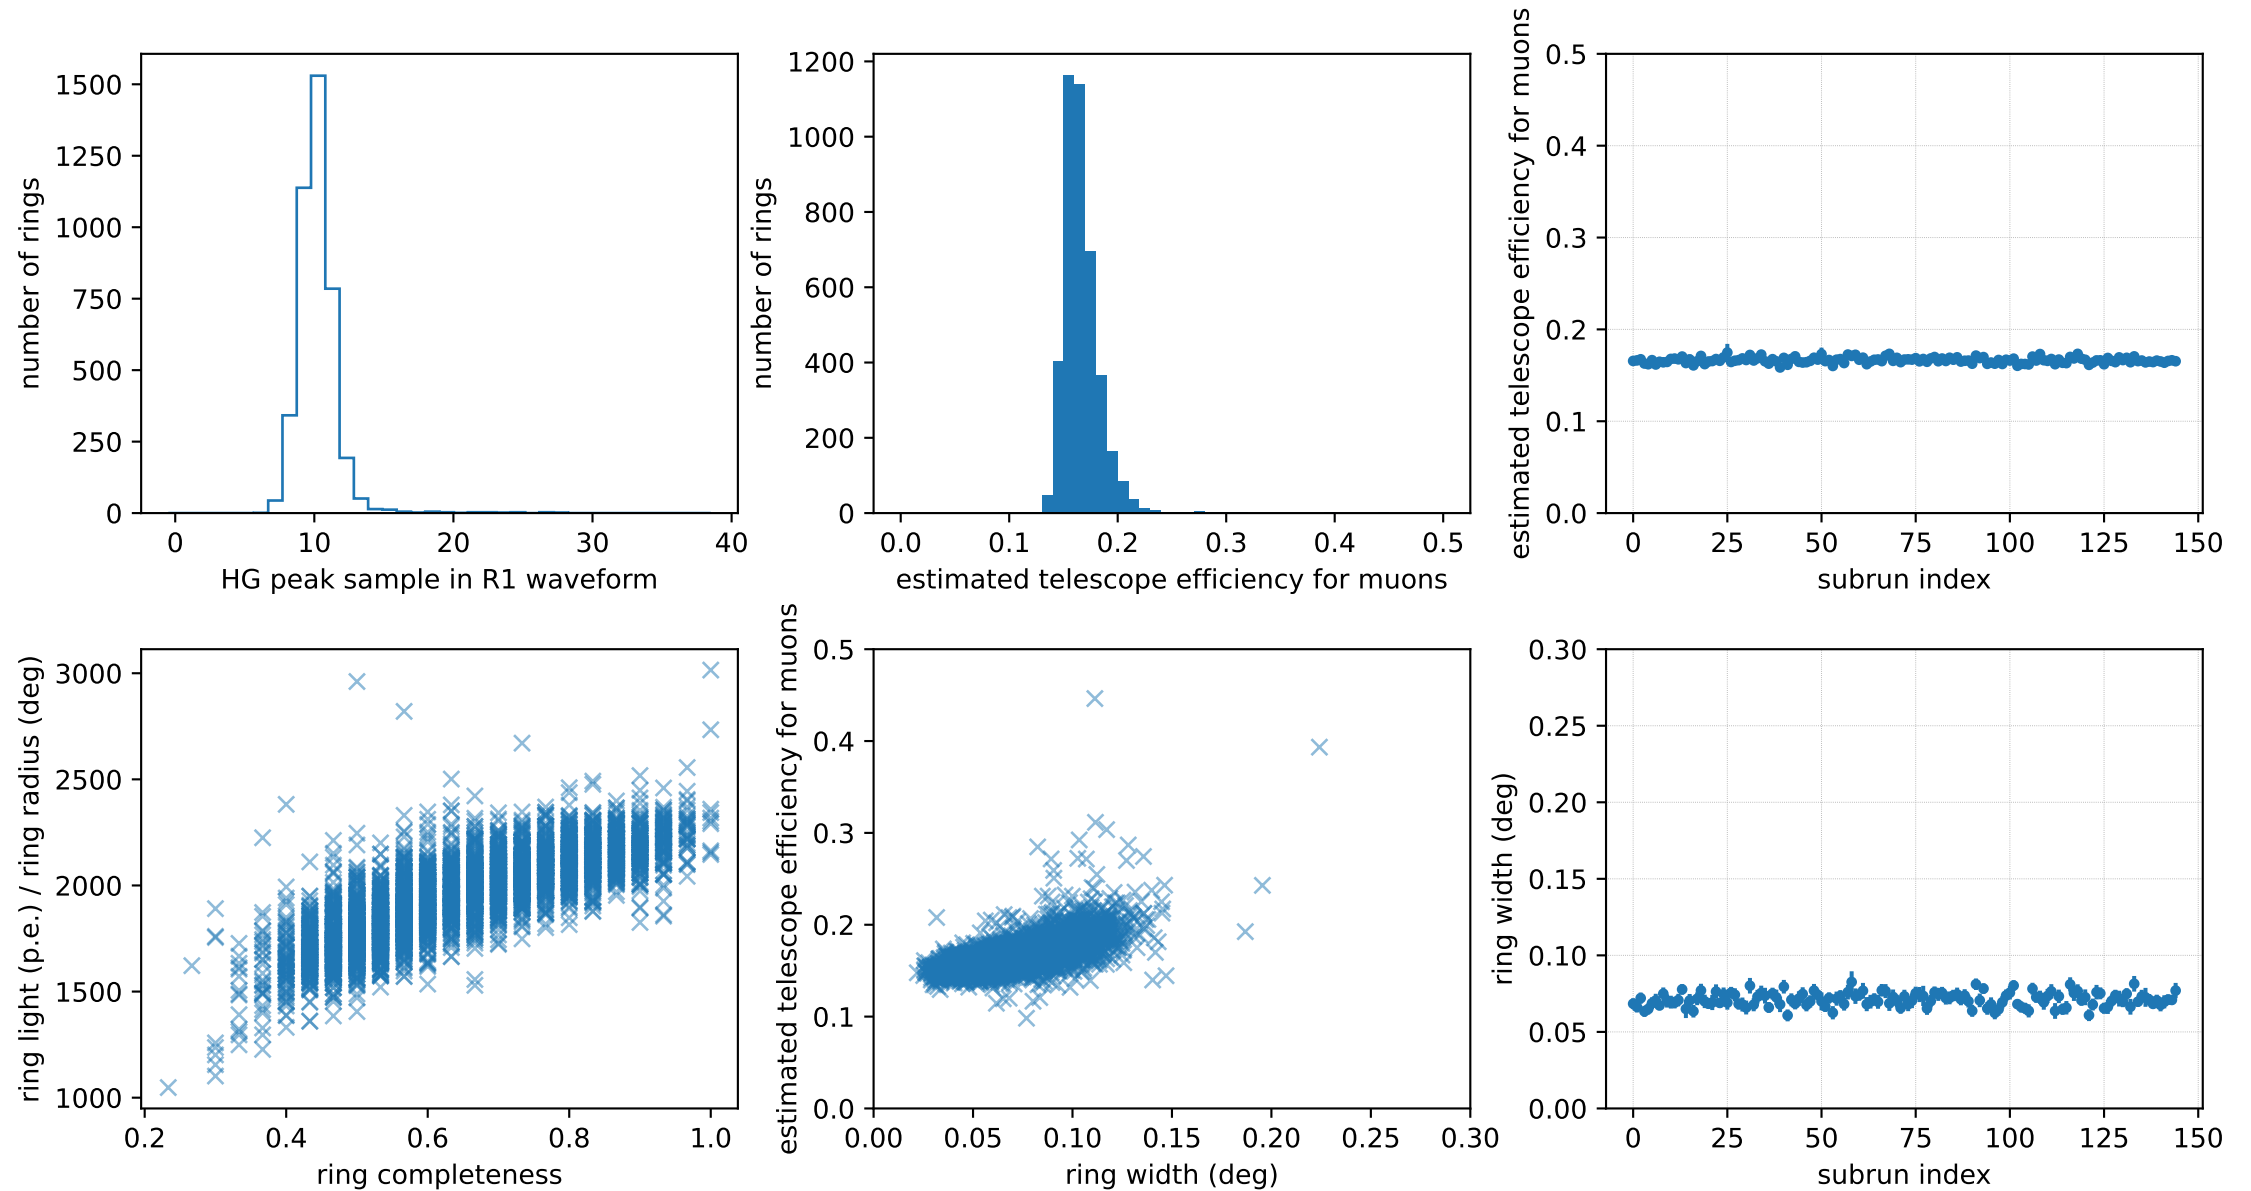 number of rings
1500
1250
1000
750
500
250
0
0 10 20 30 40
HG peak sample in R1 waveform
number of rings
1200
1000
800
600
400
200
0
0.0 0.1 0.2 0.3 0.4 0.5
estimated telescope efficiency for muons
estimated telescope efficiency for muons
0.5
0.4
0.3
0.2
0.1
0.0
0 25 50 75 100 125 150
subrun index
ring light (p.e.) / ring radius (deg)
3000
2500
2000
1500
1000
0.2 0.4 0.6 0.8 1.0
ring completeness
estimated telescope efficiency for muons
0.5
0.4
0.3
0.2
0.1
0.0
0.00 0.05 0.10 0.15 0.20 0.25 0.30
ring width (deg)
ring width (deg)
0.30
0.25
0.20
0.15
0.10
0.05
0.00
0 25 50 75 100 125 150
subrun index